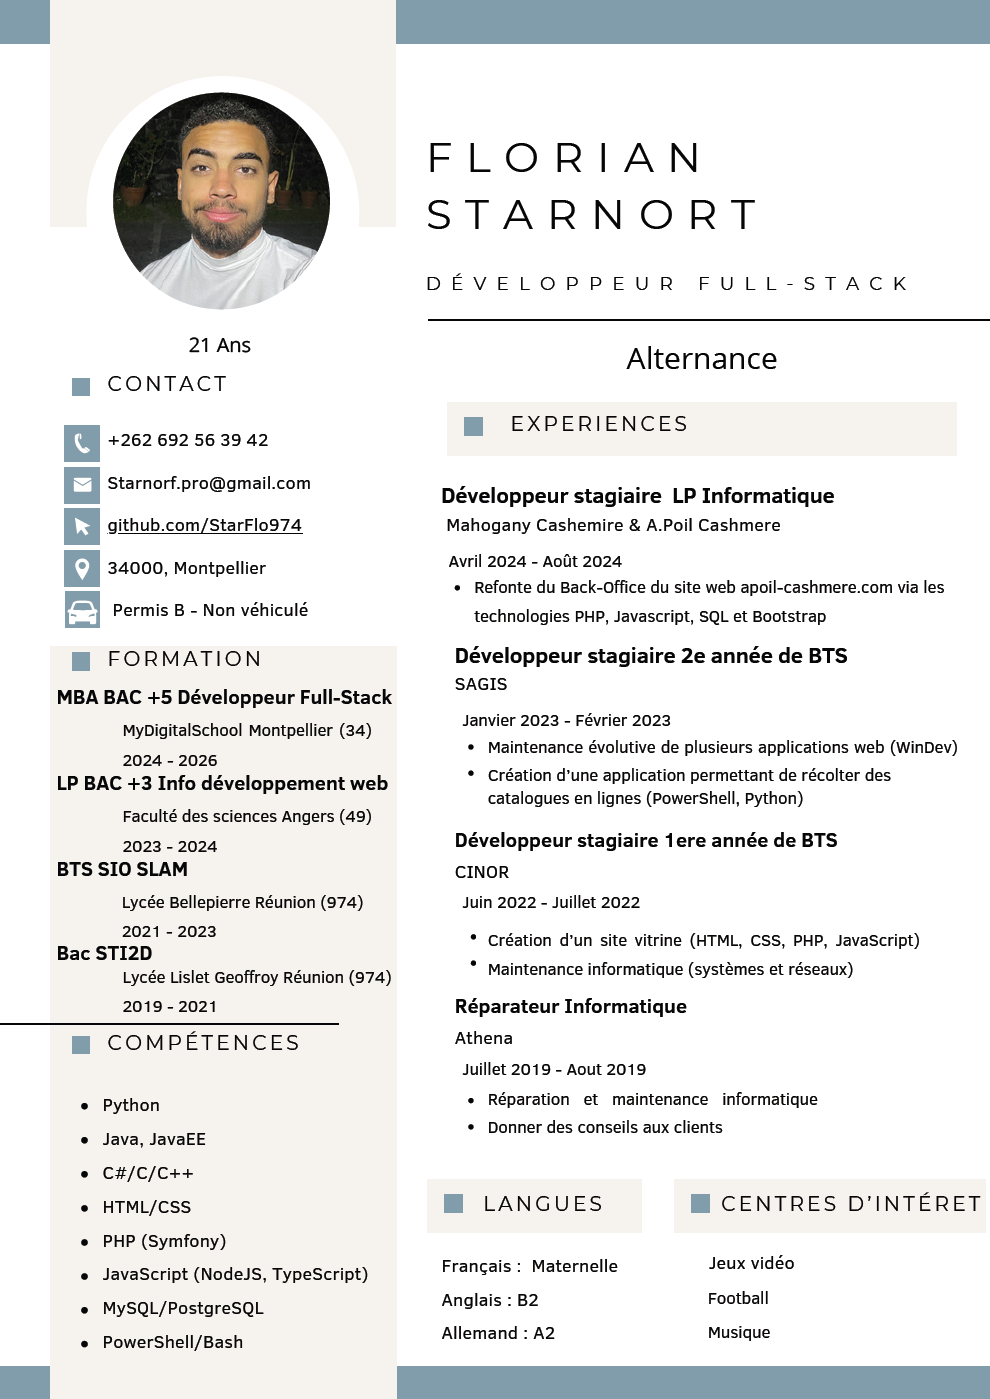 FLORIAN
STARNORT
DÉVELOPPEUR FULL-STACK
Alternance
21 Ans
CONTACT
+262 692 56 39 42
Starnorf.pro@gmail.com
github.com/StarFlo974
34000, Montpellier
Permis B - Non véhiculé
FORMATION
MBA BAC +5 Développeur Full-Stack
MyDigitalSchool Montpellier (34)
2024 - 2026
LP BAC +3 Info développement web
Faculté des sciences Angers (49)
2023 - 2024
BTS SIO SLAM
Lycée Bellepierre Réunion (974)
2021 - 2023
Bac STI2D
Lycée Lislet Geoffroy Réunion (974)
2019 - 2021
COMPÉTENCES
• Python
• Java, JavaEE
• C#/C/C++
• HTML/CSS
• PHP (Symfony)
• JavaScript (NodeJS, TypeScript)
• MySQL/PostgreSQL
• PowerShell/Bash
EXPERIENCES
Développeur stagiaire LP Informatique
Mahogany Cashemire & A.Poil Cashmere
Avril 2024 - Août 2024
• Refonte du Back-Office du site web apoil-cashmere.com via les
technologies PHP, Javascript, SQL et Bootstrap
Développeur stagiaire 2e année de BTS
SAGIS
Janvier 2023 - Février 2023
• Maintenance évolutive de plusieurs applications web (WinDev)
• Création d'une application permettant de récolter des
catalogues en lignes (PowerShell, Python)
Développeur stagiaire 1ere année de BTS
CINOR
Juin 2022 - Juillet 2022
• Création d'un site vitrine (HTML, CSS, PHP, JavaScript)
• Maintenance informatique (systèmes et réseaux)
Réparateur Informatique
Athena
Juillet 2019 - Aout 2019
• Réparation et maintenance informatique
• Donner des conseils aux clients
LANGUES
Français : Maternelle
Anglais : B2
Allemand : A2
CENTRES D'INTÉRET
Jeux vidéo
Football
Musique